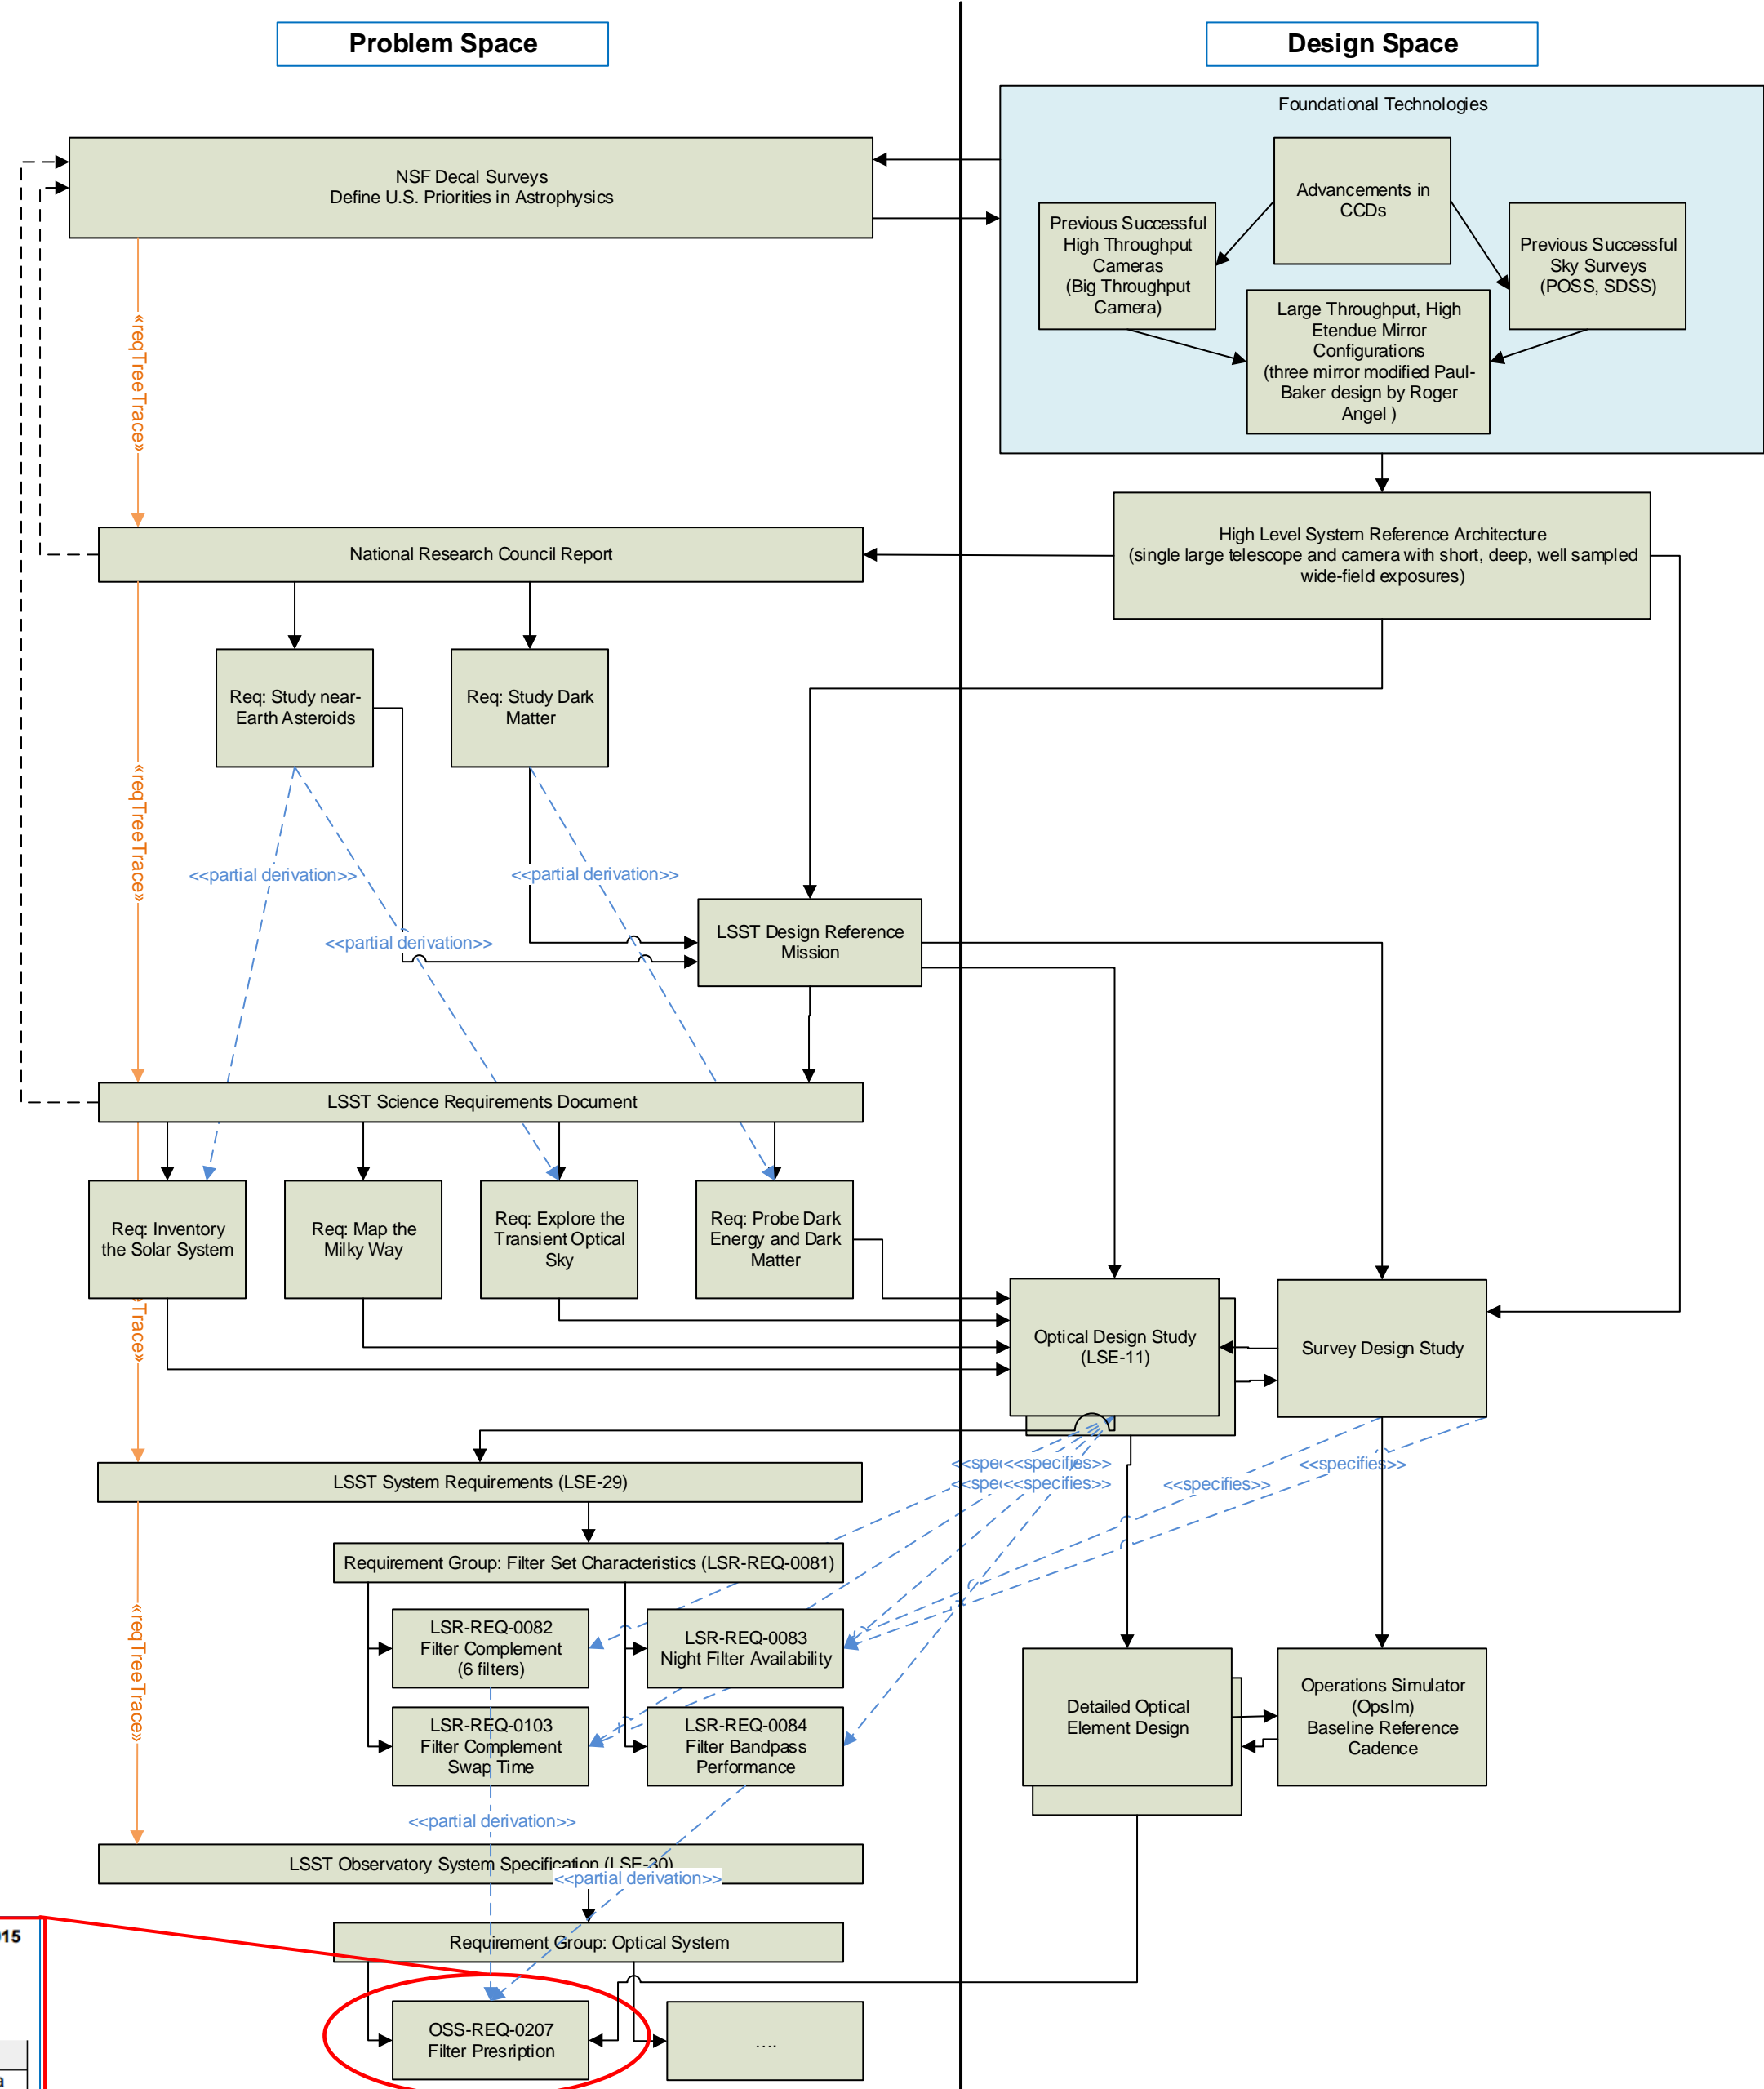 Problem Space
Design Space
Foundational Technologies
NSF Decal Surveys
Define U.S. Priorities in Astrophysics
Advancements in
CCDs
Previous Successful
High Throughput
Cameras
(Big Throughput
Camera)
Previous Successful
Sky Surveys
(POSS, SDSS)
Large Throughput, High
Etendue Mirror
Configurations
(three mirror modified Paul-
Baker design by Roger
Angel )
«reqTreeTrace»
National Research Council Report
High Level System Reference Architecture
(single large telescope and camera with short, deep, well sampled
wide-field exposures)
Req: Study near-
Earth Asteroids
Req: Study Dark
Matter
«reqTreeTrace»
<<partial derivation>>
<<partial derivation>>
<<partial derivation>>
LSST Design Reference
Mission
LSST Science Requirements Document
Req: Inventory
the Solar System
Req: Map the
Milky Way
Req: Explore the
Transient Optical
Sky
Req: Probe Dark
Energy and Dark
Matter
eTrace»
Optical Design Study
(LSE-11)
Survey Design Study
LSST System Requirements (LSE-29)
<<spec<<specifies>>
<<spec<<specifies>>
<<specifies>>
<<specifies>>
Requirement Group: Filter Set Characteristics (LSR-REQ-0081)
«reqTreeTrace»
LSR-REQ-0082
Filter Complement
(6 filters)
LSR-REQ-0083
Night Filter Availability
LSR-REQ-0103
Filter Complement
Swap Time
LSR-REQ-0084
Filter Bandpass
Performance
Detailed Optical
Element Design
Operations Simulator
(OpsIm)
Baseline Reference
Cadence
<<partial derivation>>
LSST Observatory System Specification (LSE-30)
<<partial derivation>>
Requirement Group: Optical System
OSS-REQ-0207
Filter Presription
....
15
a